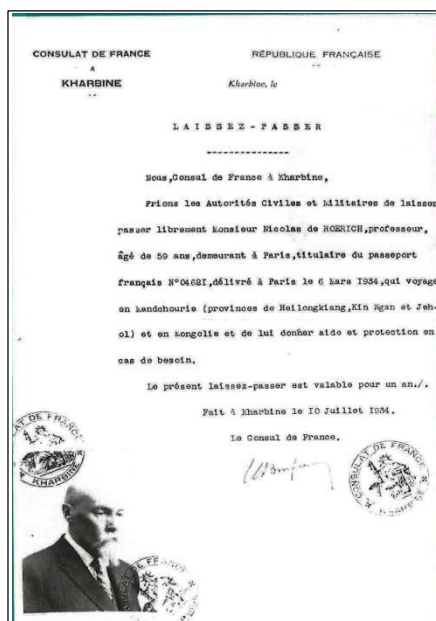 CONSULAT DE FRANCE
à
KHARBINE
RÉPUBLIQUE FRANÇAISE
Kharbine, le
LAISSEZ-PASSER
---------------
Nous,Consul de France à Kharbine,
Prions les Autorités Civiles et Militaires de laisser
passer librement Monsieur Nicolas de ROERICH,professeur,
âgé de 59 ans,demeurant à Paris,titulaire du passeport
français N°04621,délivré à Paris le 6 Mars 1934,qui voyage
en Mandchourie (provinces de Heilongkiang,Kin Ngan et Jeh-
ol) et en Mongolie et de lui donner aide et protection en
cas de besoin.
Le présent laissez-passer est valable pour un an./.
Fait à Kharbine le 10 Juillet 1934.
Le Consul de France.
CONSULAT DE FRANCE
KHARBINE
CONSULAT DE FRANCE
CONSULAT DE FRANCE